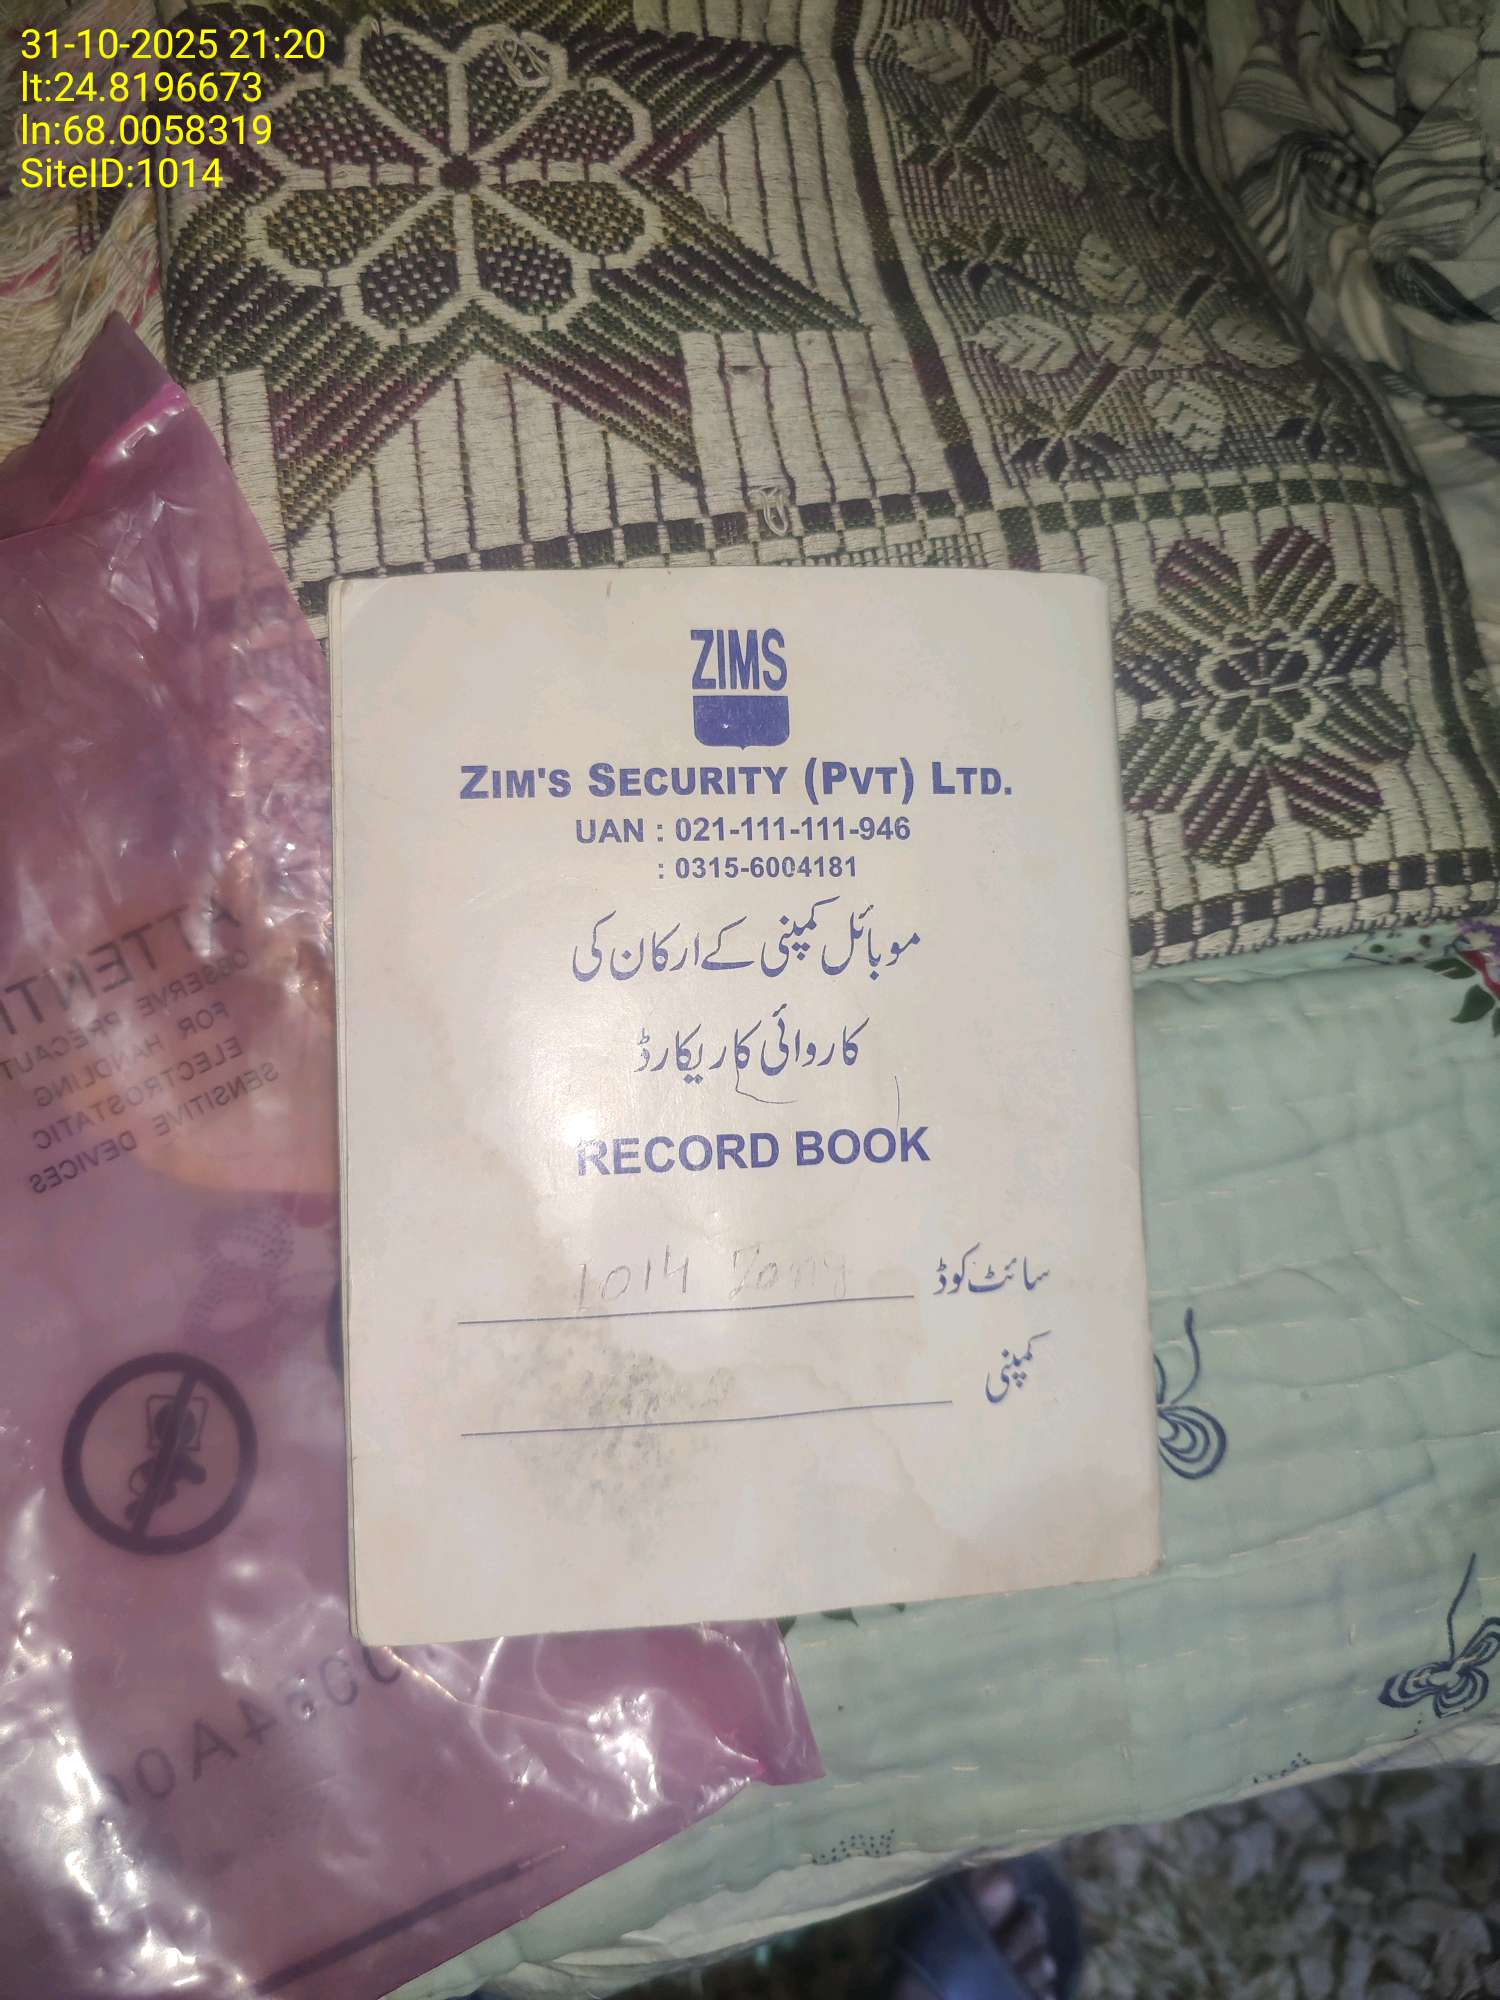 31-10-2025 21:20
lt:24.8196673
ln:68.0058319
SiteID:1014
ZIMS
ZIM'S SECURITY (PVT) LTD.
UAN : 021-111-111-946
: 0315-6004181
موبائل کمپنی کے ارکان کی
کاروائی کا ریکارڈ
RECORD BOOK
سائٹ کوڈ 1014 Zong
کمپنی
ATTENTI
OBSERVE PRECAUT
FOR HANDLING
ELECTROSTATIC
SENSITIVE DEVICES